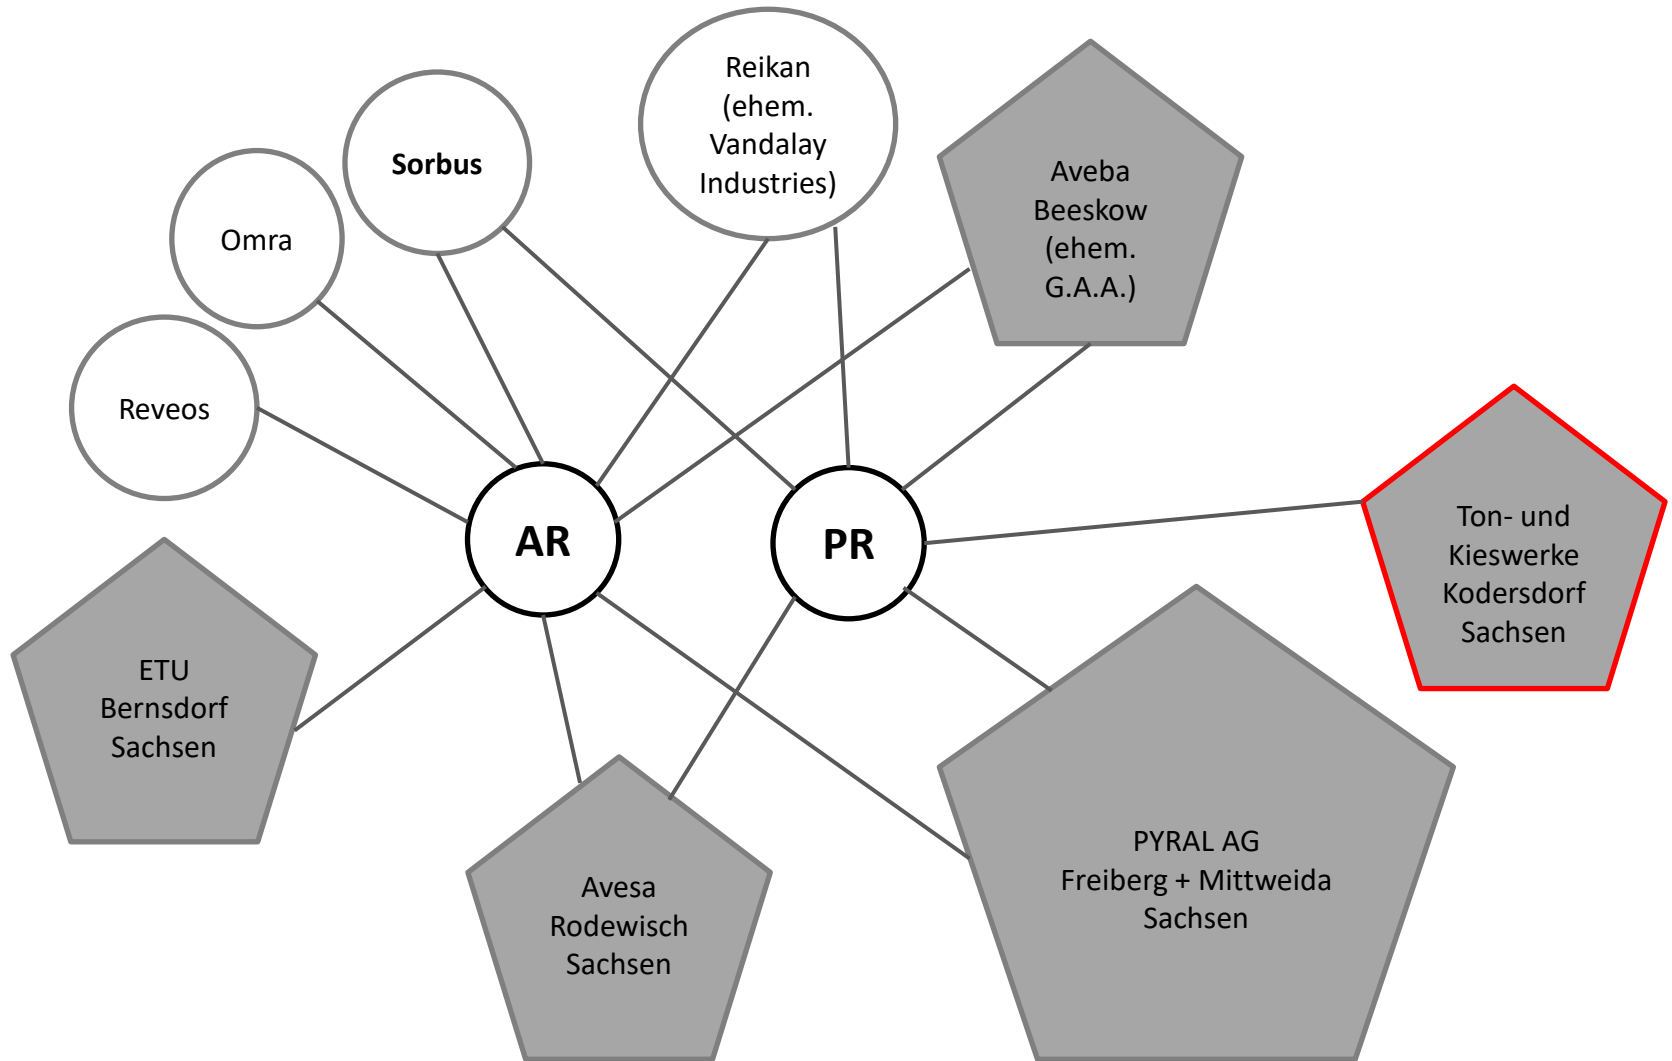 Reikan
(ehem.
Vandalay
Industries)
Sorbus
Aveba
Beeskow
(ehem.
G.A.A.)
Omra
Reveos
AR
PR
Ton- und
Kieswerke
Kodersdorf
Sachsen
ETU
Bernsdorf
Sachsen
Avesa
Rodewisch
Sachsen
PYRAL AG
Freiberg + Mittweida
Sachsen